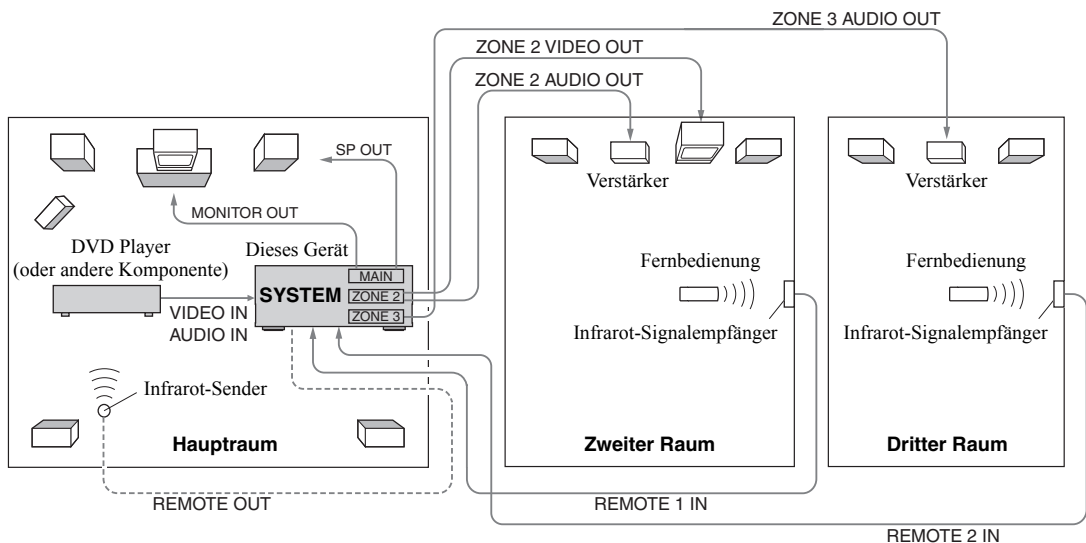 ZONE 3 AUDIO OUT
ZONE 2 VIDEO OUT
ZONE 2 AUDIO OUT
SP OUT
MONITOR OUT
Verstärker
Verstärker
DVD Player
(oder andere Komponente)
Dieses Gerät
MAIN
SYSTEM
ZONE 2
ZONE 3
VIDEO IN
AUDIO IN
Fernbedienung
Infrarot-Signalempfänger
Fernbedienung
Infrarot-Signalempfänger
Infrarot-Sender
Hauptraum
Zweiter Raum
Dritter Raum
REMOTE OUT
REMOTE 1 IN
REMOTE 2 IN